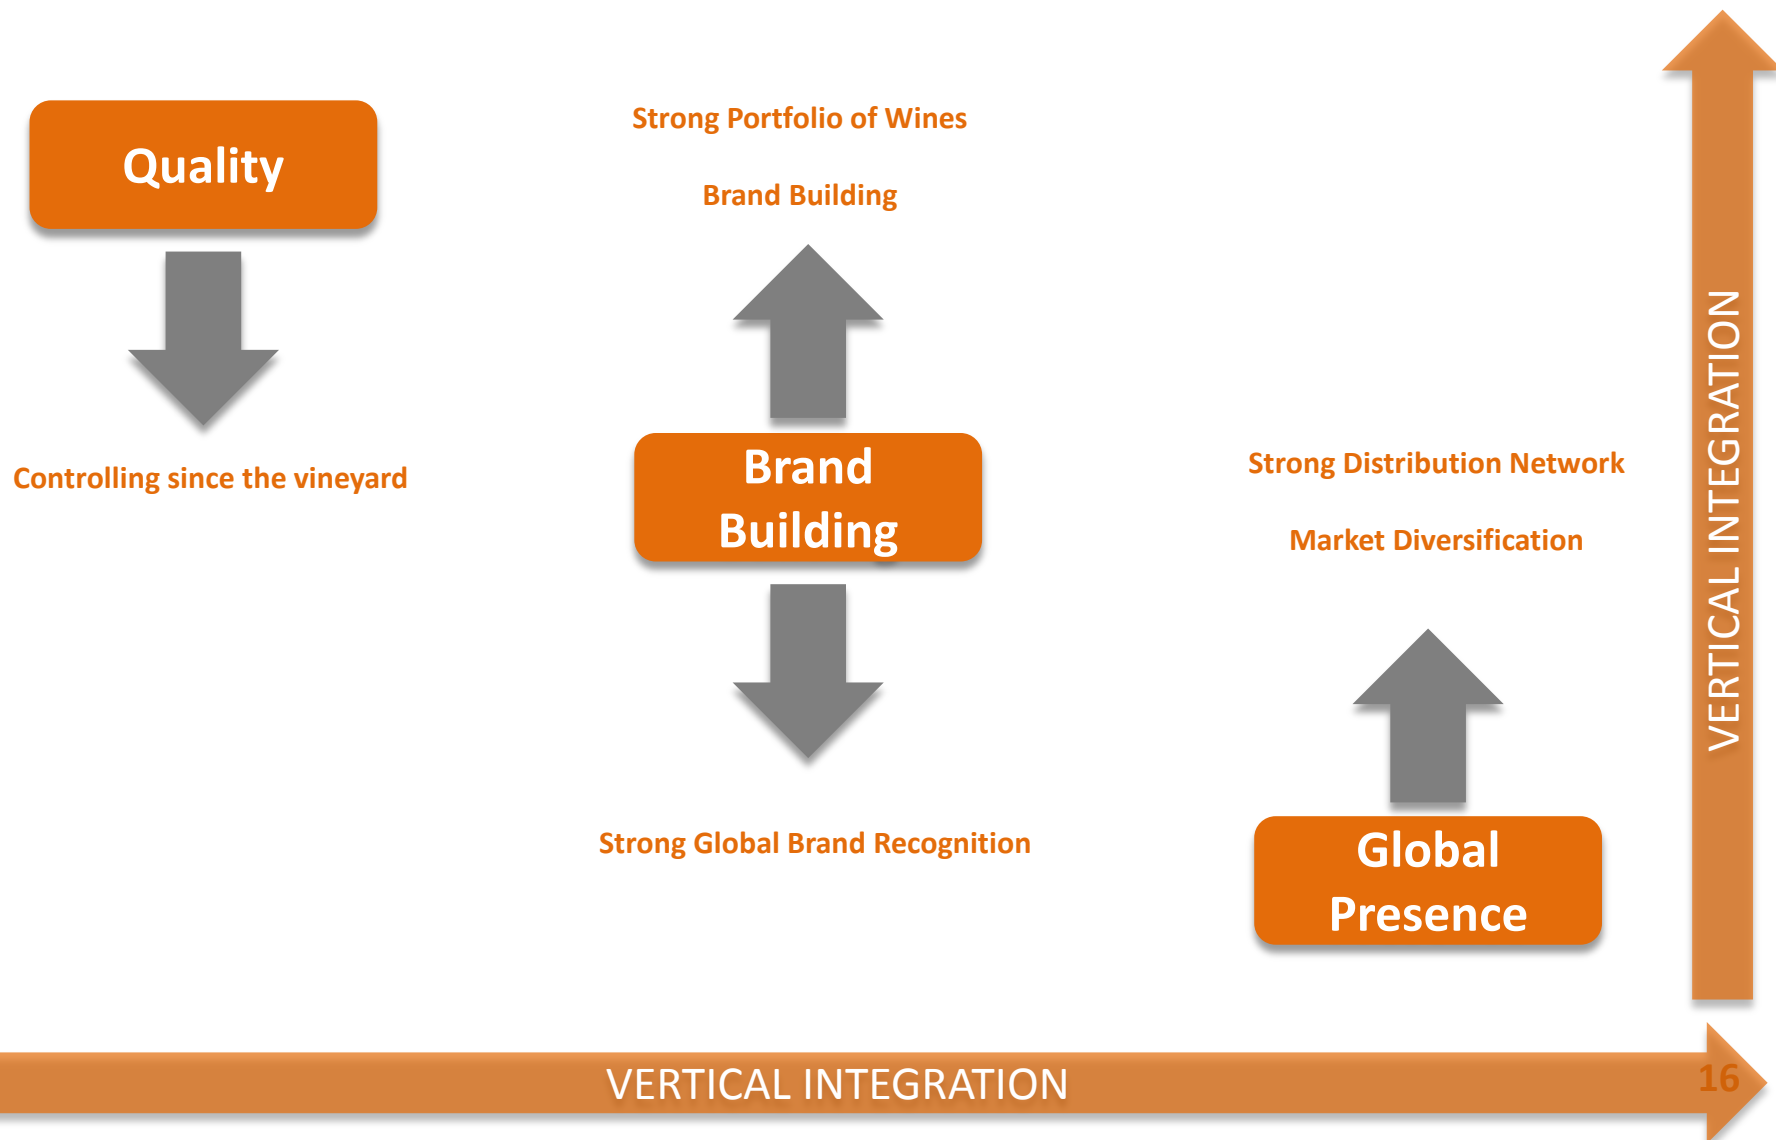 Quality
Controlling since the vineyard
Strong Portfolio of Wines
Brand Building
Brand
Building
Strong Global Brand Recognition
Strong Distribution Network
Market Diversification
Global
Presence
VERTICAL INTEGRATION
VERTICAL INTEGRATION
16